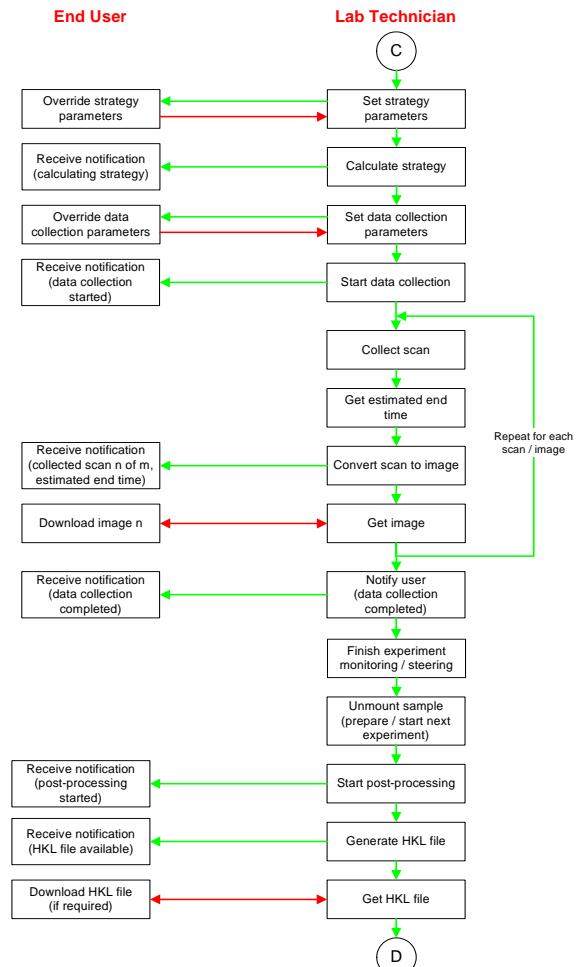 End User
Lab Technician
C
Override strategy
parameters
Set strategy
parameters
Receive notification
(calculating strategy)
Calculate strategy
Override data
collection parameters
Set data collection
parameters
Receive notification
(data collection
started)
Start data collection
Collect scan
Get estimated end
time
Repeat for each
scan / image
Receive notification
(collected scan n of m,
estimated end time)
Convert scan to image
Download image n
Get image
Receive notification
(data collection
completed)
Notify user
(data collection
completed)
Finish experiment
monitoring / steering
Unmount sample
(prepare / start next
experiment)
Receive notification
(post-processing
started)
Start post-processing
Receive notification
(HKL file available)
Generate HKL file
Download HKL file
(if required)
Get HKL file
D